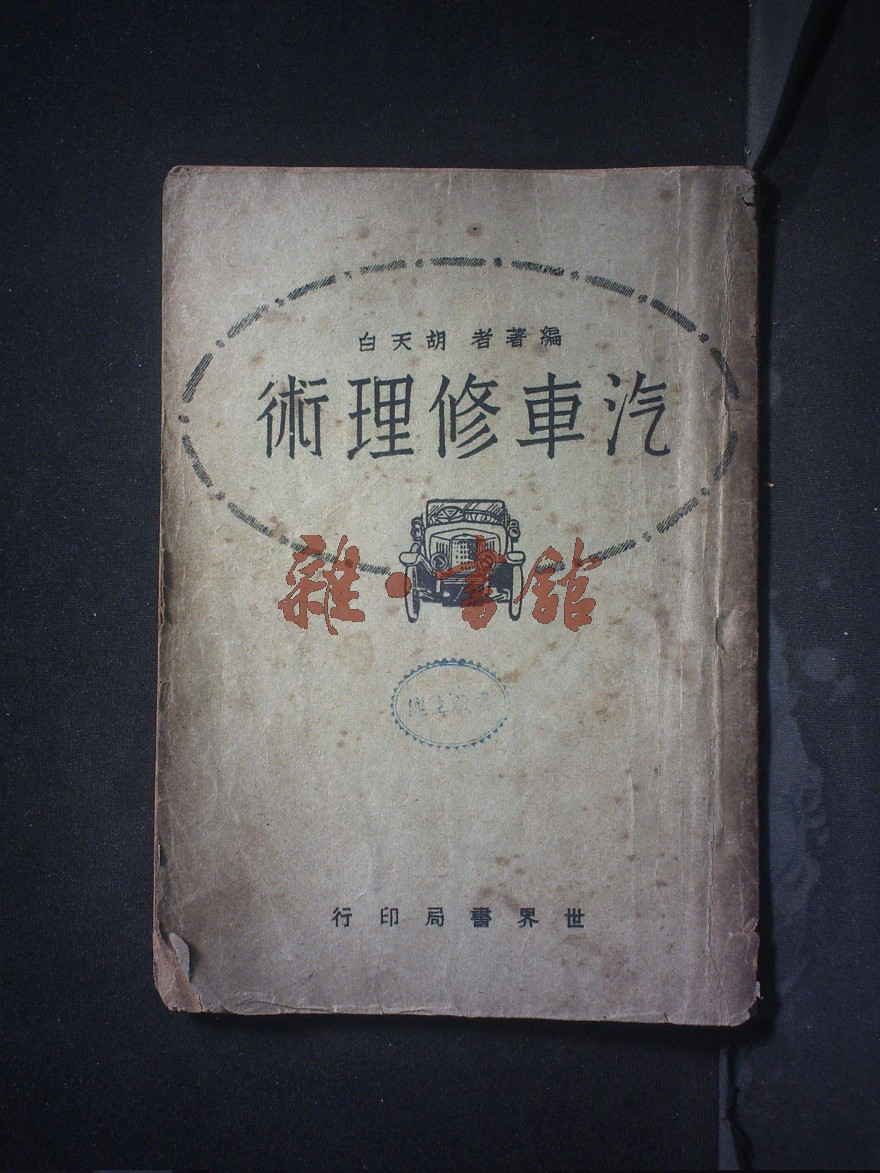 編著者 胡天白
汽車修理術
雜·書館
世界書局印行